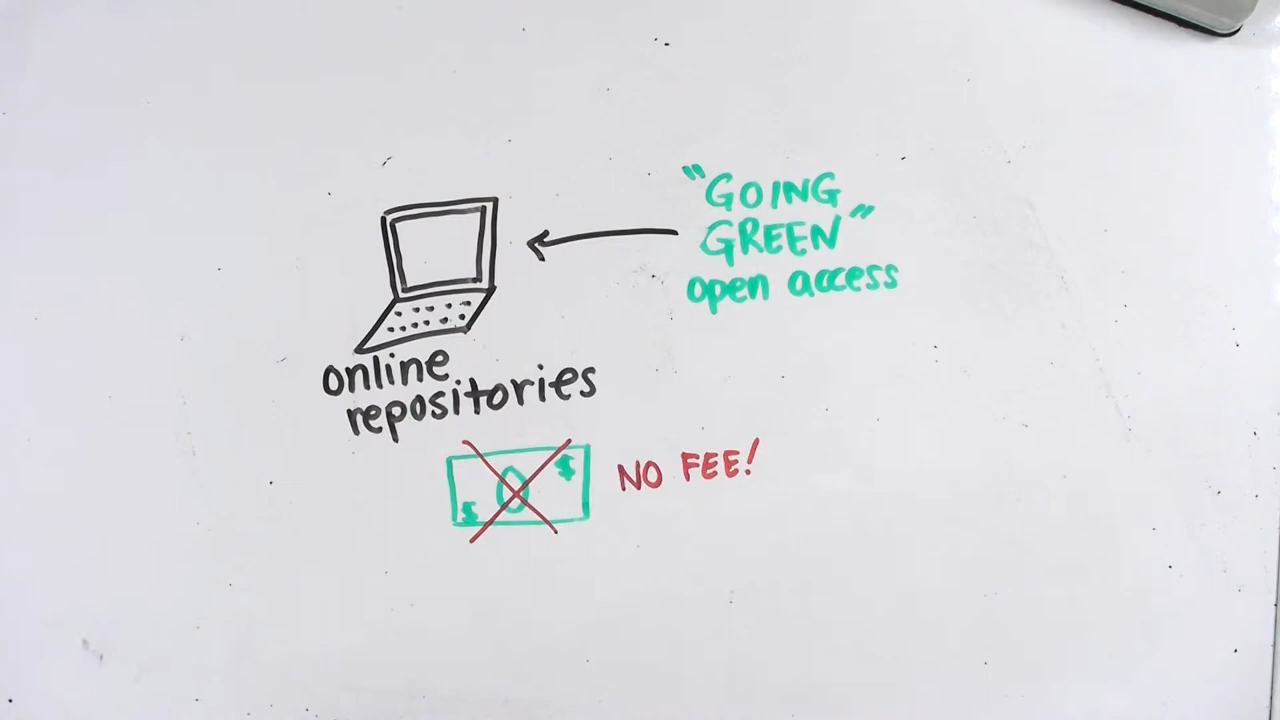 "GOING
GREEN"
open access
online
repositories
$
$
NO FEE!